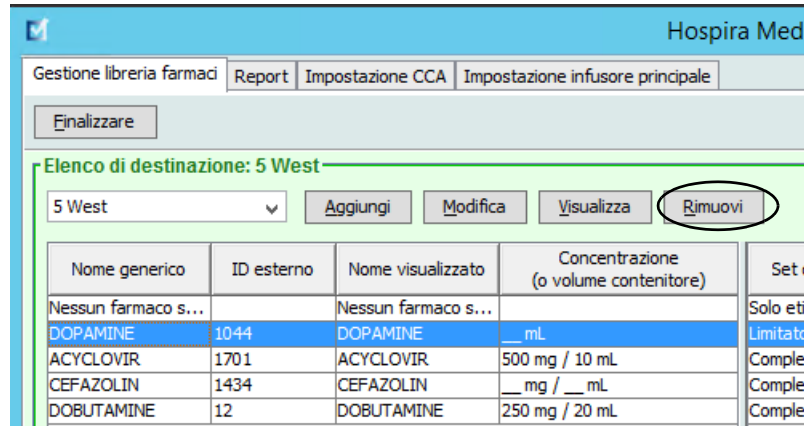 Hospira Med
Gestione libreria farmaci Report Impostazione CCA Impostazione infusore principale
Finalizzare
Elenco di destinazione: 5 West
5 West Aggiungi Modifica Visualizza Rimuovi
Nome generico ID esterno Nome visualizzato Concentrazione (o volume contenitore) Set
Nessun farmaco s... Nessun farmaco s... Solo eti
DOPAMINE 1044 DOPAMINE __ mL Limitato
ACYCLOVIR 1701 ACYCLOVIR 500 mg / 10 mL Comple
CEFAZOLIN 1434 CEFAZOLIN __ mg / __ mL Comple
DOBUTAMINE 12 DOBUTAMINE 250 mg / 20 mL Comple